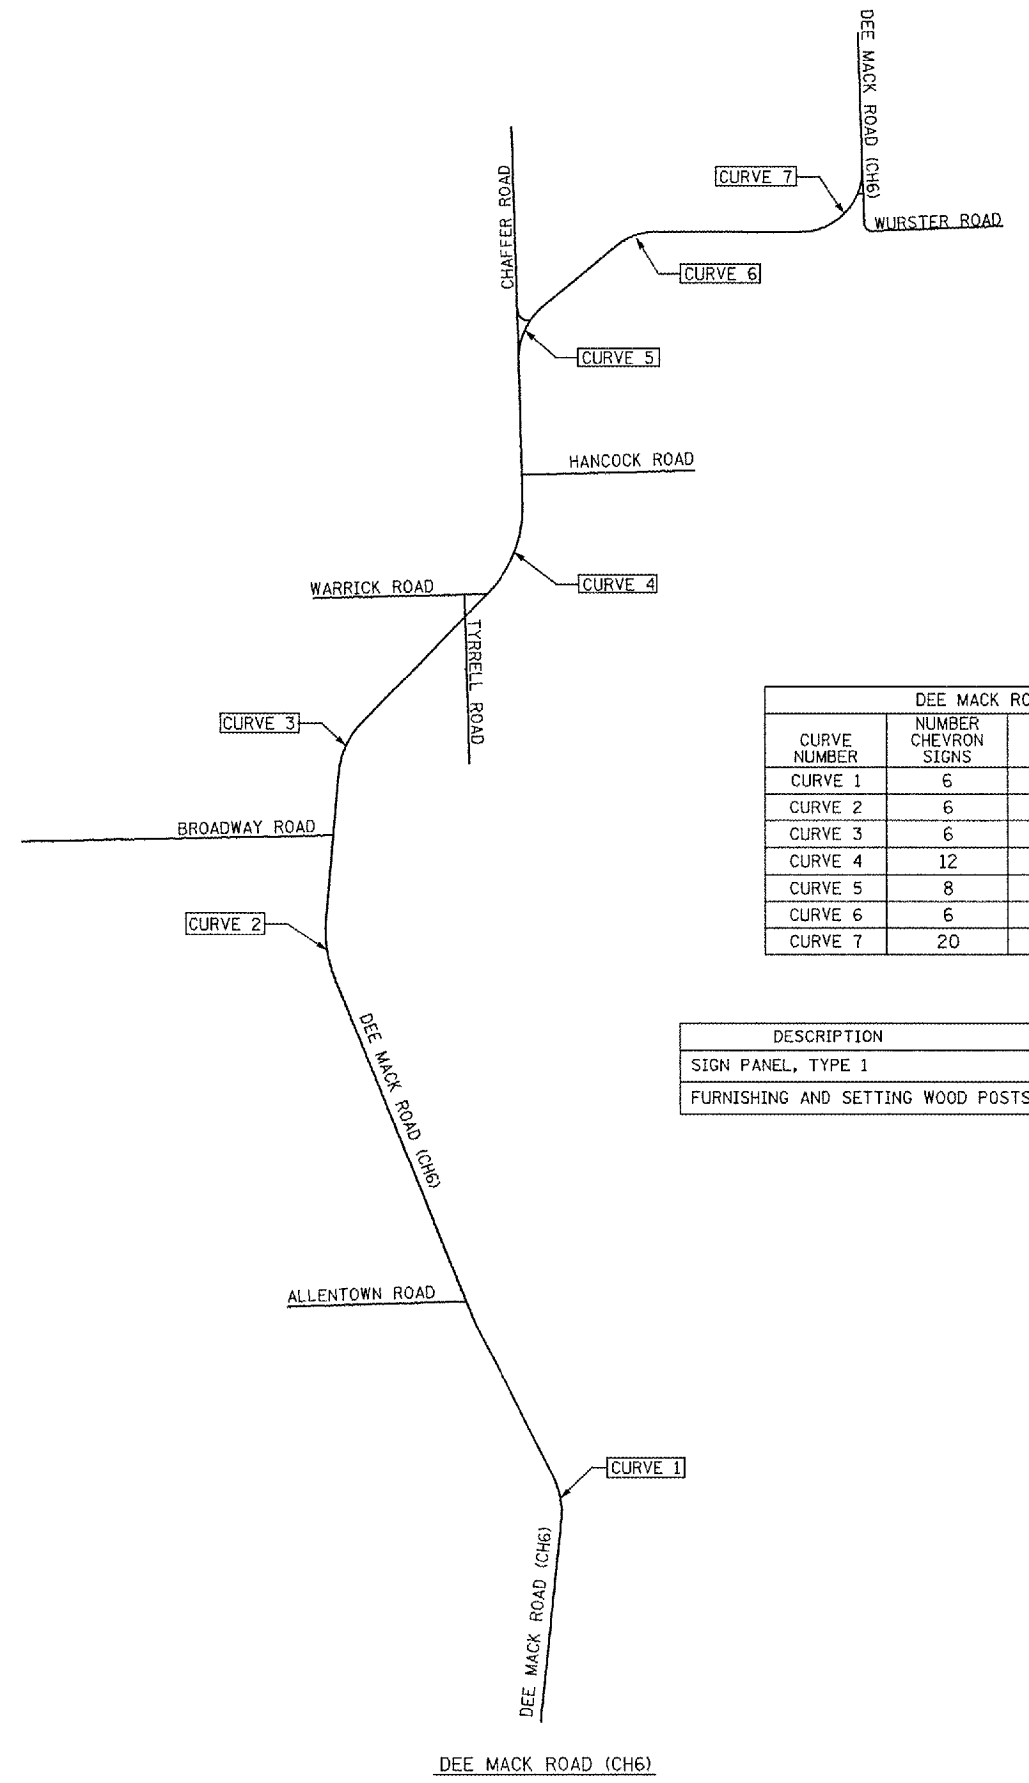 DEE MACK ROAD (CH6)
CURVE 7
WURSTER ROAD
CHAFFER ROAD
CURVE 6
CURVE 5
HANCOCK ROAD
CURVE 4
WARRICK ROAD
TYRRELL ROAD
CURVE 3
DEE MACK RO
CURVE NUMBER
NUMBER CHEVRON SIGNS
CURVE 1 6
CURVE 2 6
CURVE 3 6
CURVE 4 12
CURVE 5 8
CURVE 6 6
CURVE 7 20
BROADWAY ROAD
CURVE 2
DEE MACK ROAD (CH6)
DESCRIPTION
SIGN PANEL, TYPE 1
FURNISHING AND SETTING WOOD POSTS
ALLENTOWN ROAD
CURVE 1
DEE MACK ROAD (CH6)
DEE MACK ROAD (CH6)